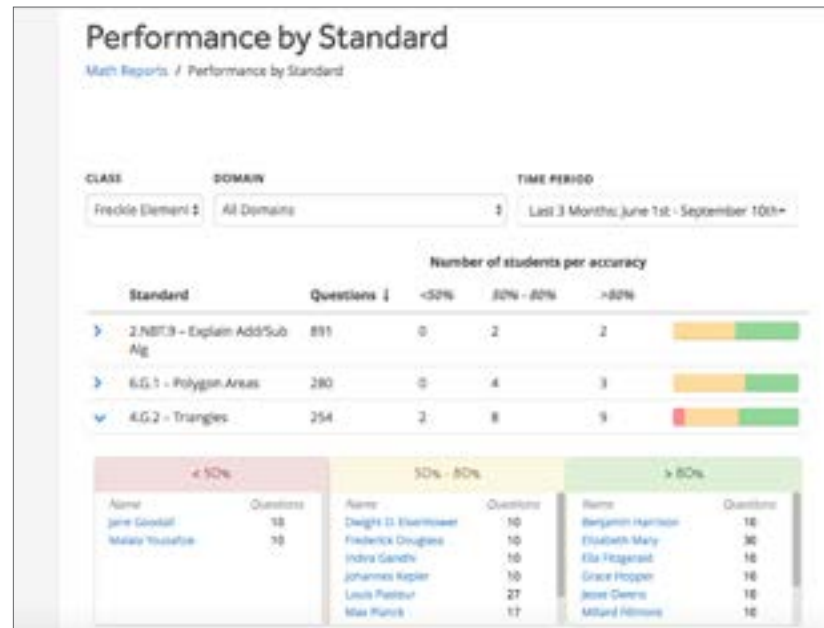 Performance by Standard
Math Reports / Performance by Standard
CLASS DOMAIN TIME PERIOD
Freckle Element All Domains Last 3 Months: June 1st - September 10th
Number of students per accuracy
Standard Questions ↓ <50% 50% - 80% >80%
2.NBT.9 – Explain Add/Sub 891 0 2 2
Alg
6.G.1 – Polygon Areas 280 0 4 3
4.G.2 – Triangles 254 2 8 9
< 50% 50% - 80% > 80%
Name Questions Name Questions Name Questions
Jane Goodall 10 Dwight D. Eisenhower 10 Benjamin Harrison 10
Malala Yousafzai 10 Frederick Douglass 10 Elizabeth Mary 30
Indira Gandhi 10 Ella Fitzgerald 10
Johannes Kepler 10 Grace Hopper 10
Louis Pasteur 27 Jesse Owens 10
Max Planck 17 Millard Fillmore 10